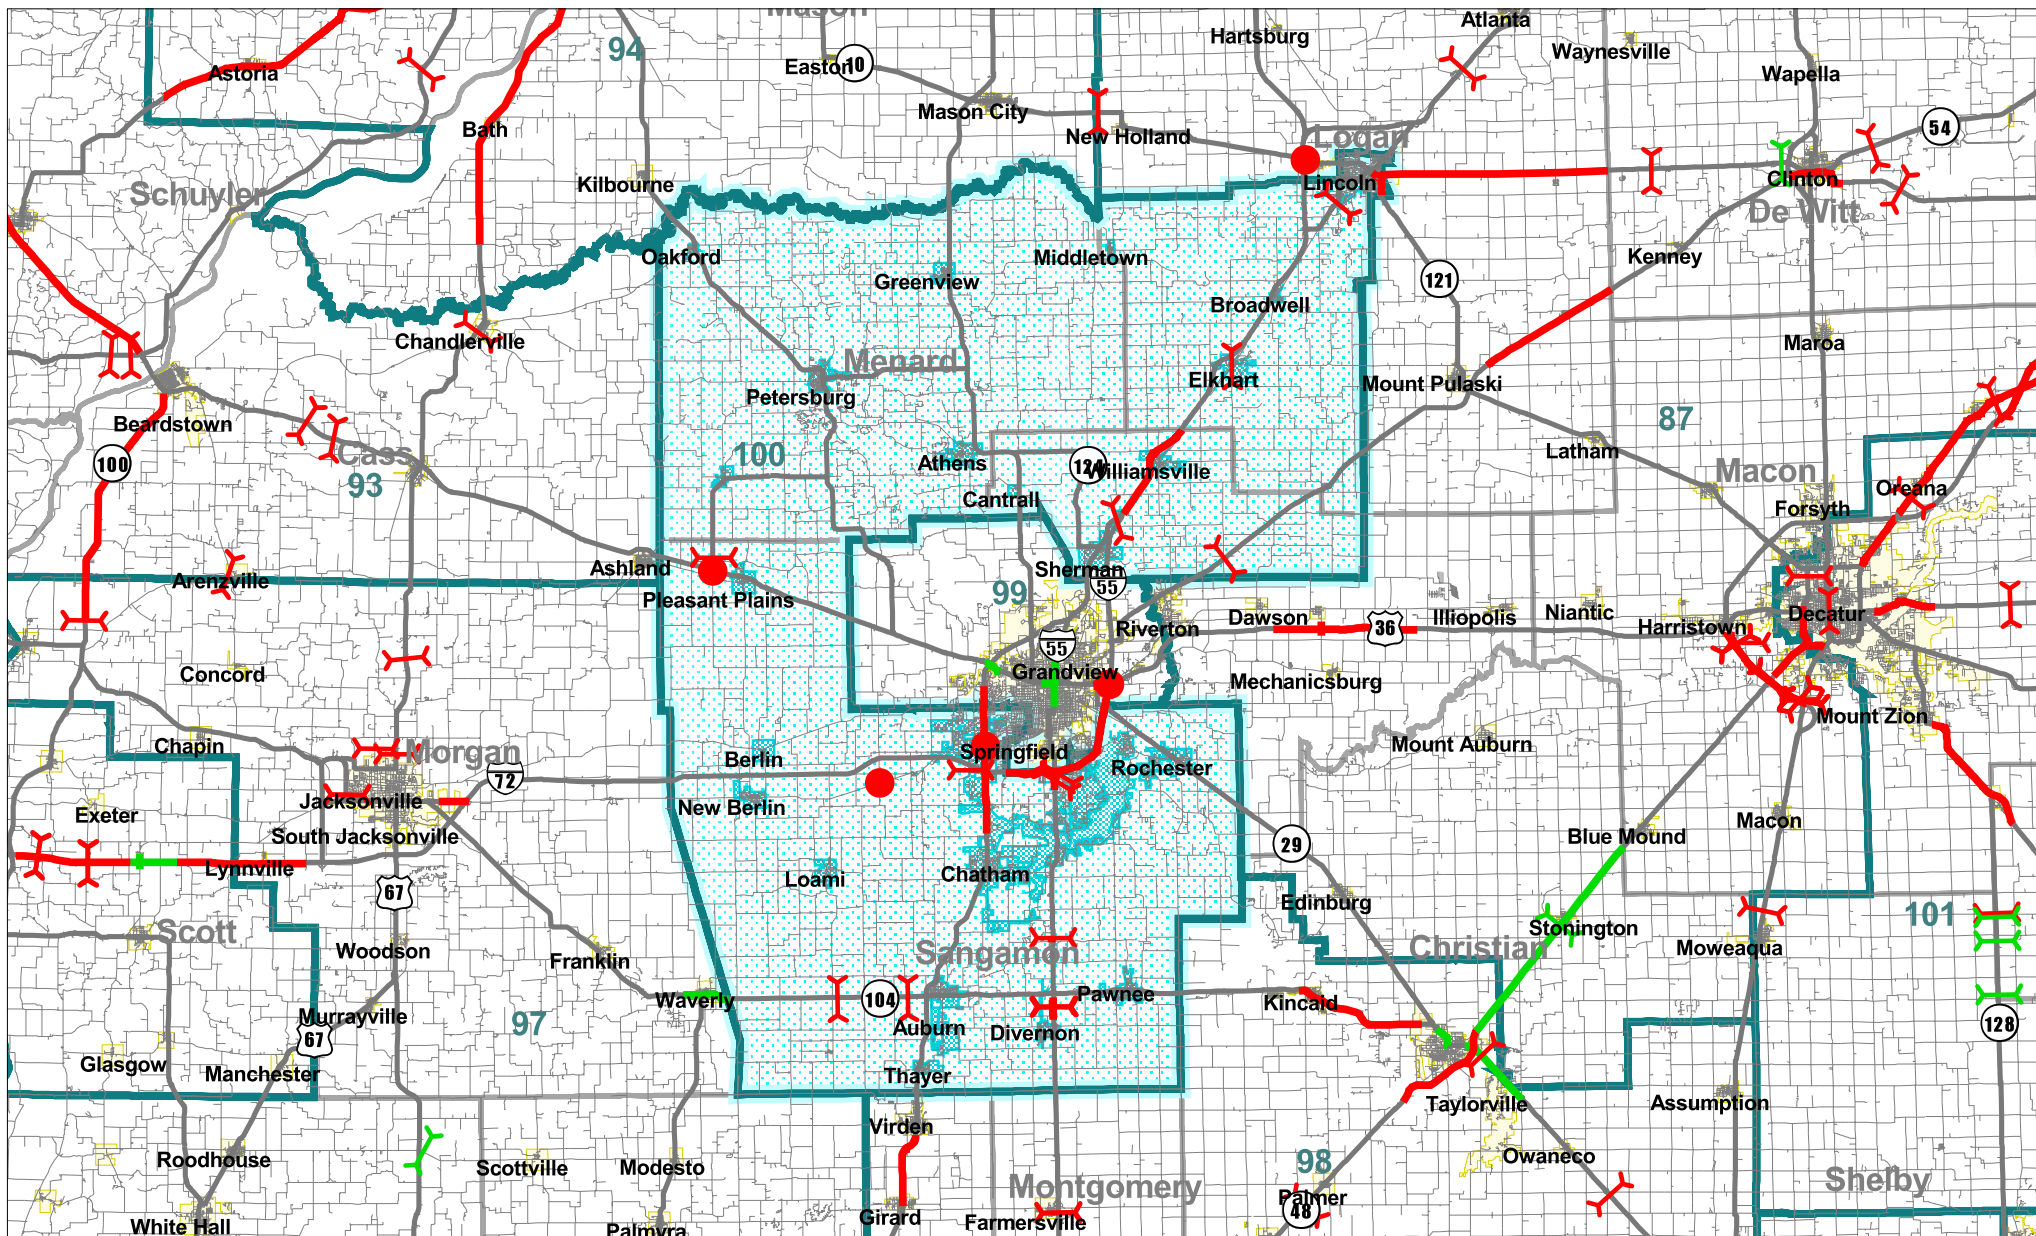 Mason
Atlanta
Hartsburg
94
Waynesville
Easton
10
Astoria
Wapella
Mason City
Bath
New Holland
54
Logan
Kilbourne
Lincoln
Clinton
Schuyler
De Witt
Oakford
Middletown
Kenney
Greenview
121
Broadwell
Chandlerville
Maroa
Menard
Elkhart
Mount Pulaski
Petersburg
Beardstown
87
100
Cass
Latham
100
Athens
124
Williamsville
Macon
93
Cantrall
Oreana
Forsyth
Ashland
Sherman
Arenzville
55
Pleasant Plains
99
Dawson
Illiopolis
Niantic
Decatur
Riverton
36
Harristown
55
Concord
Grandview
Mechanicsburg
Mount Zion
Chapin
Morgan
Springfield
Mount Auburn
Berlin
Rochester
72
Jacksonville
New Berlin
Exeter
Macon
South Jacksonville
Blue Mound
29
Lynnville
Loami
Chatham
67
Edinburg
101
Scott
Stonington
Woodson
Sangamon
Christian
Moweaqua
Franklin
Waverly
104
Pawnee
Kincaid
Murrayville
97
Auburn
Divernon
128
67
Glasgow
Manchester
Thayer
Taylorville
Assumption
Virden
Roodhouse
Scottville
Modesto
Owaneco
98
Shelby
Montgomery
Palmer
48
White Hall
Girard
Farmersville
Palmyra